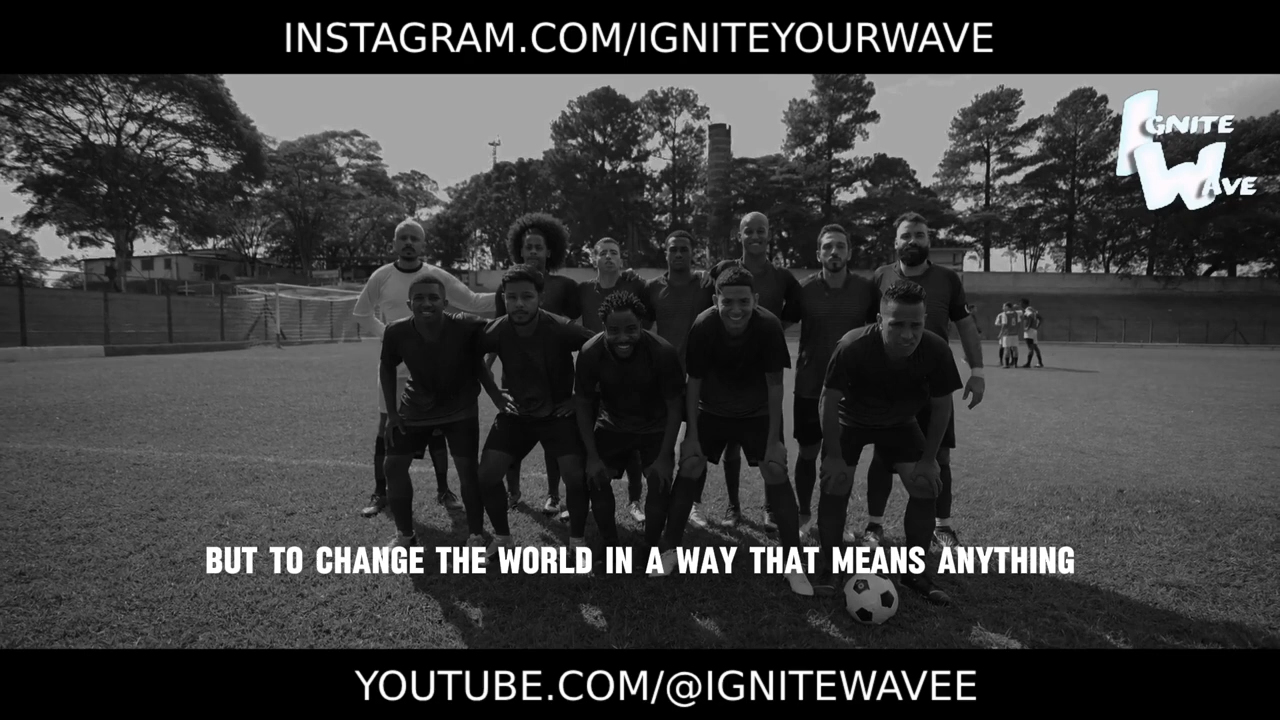 INSTAGRAM.COM/IGNITEYOURWAVE
IGNITE
WAVE
BUT TO CHANGE THE WORLD IN A WAY THAT MEANS ANYTHING
YOUTUBE.COM/@IGNITEWAVEE